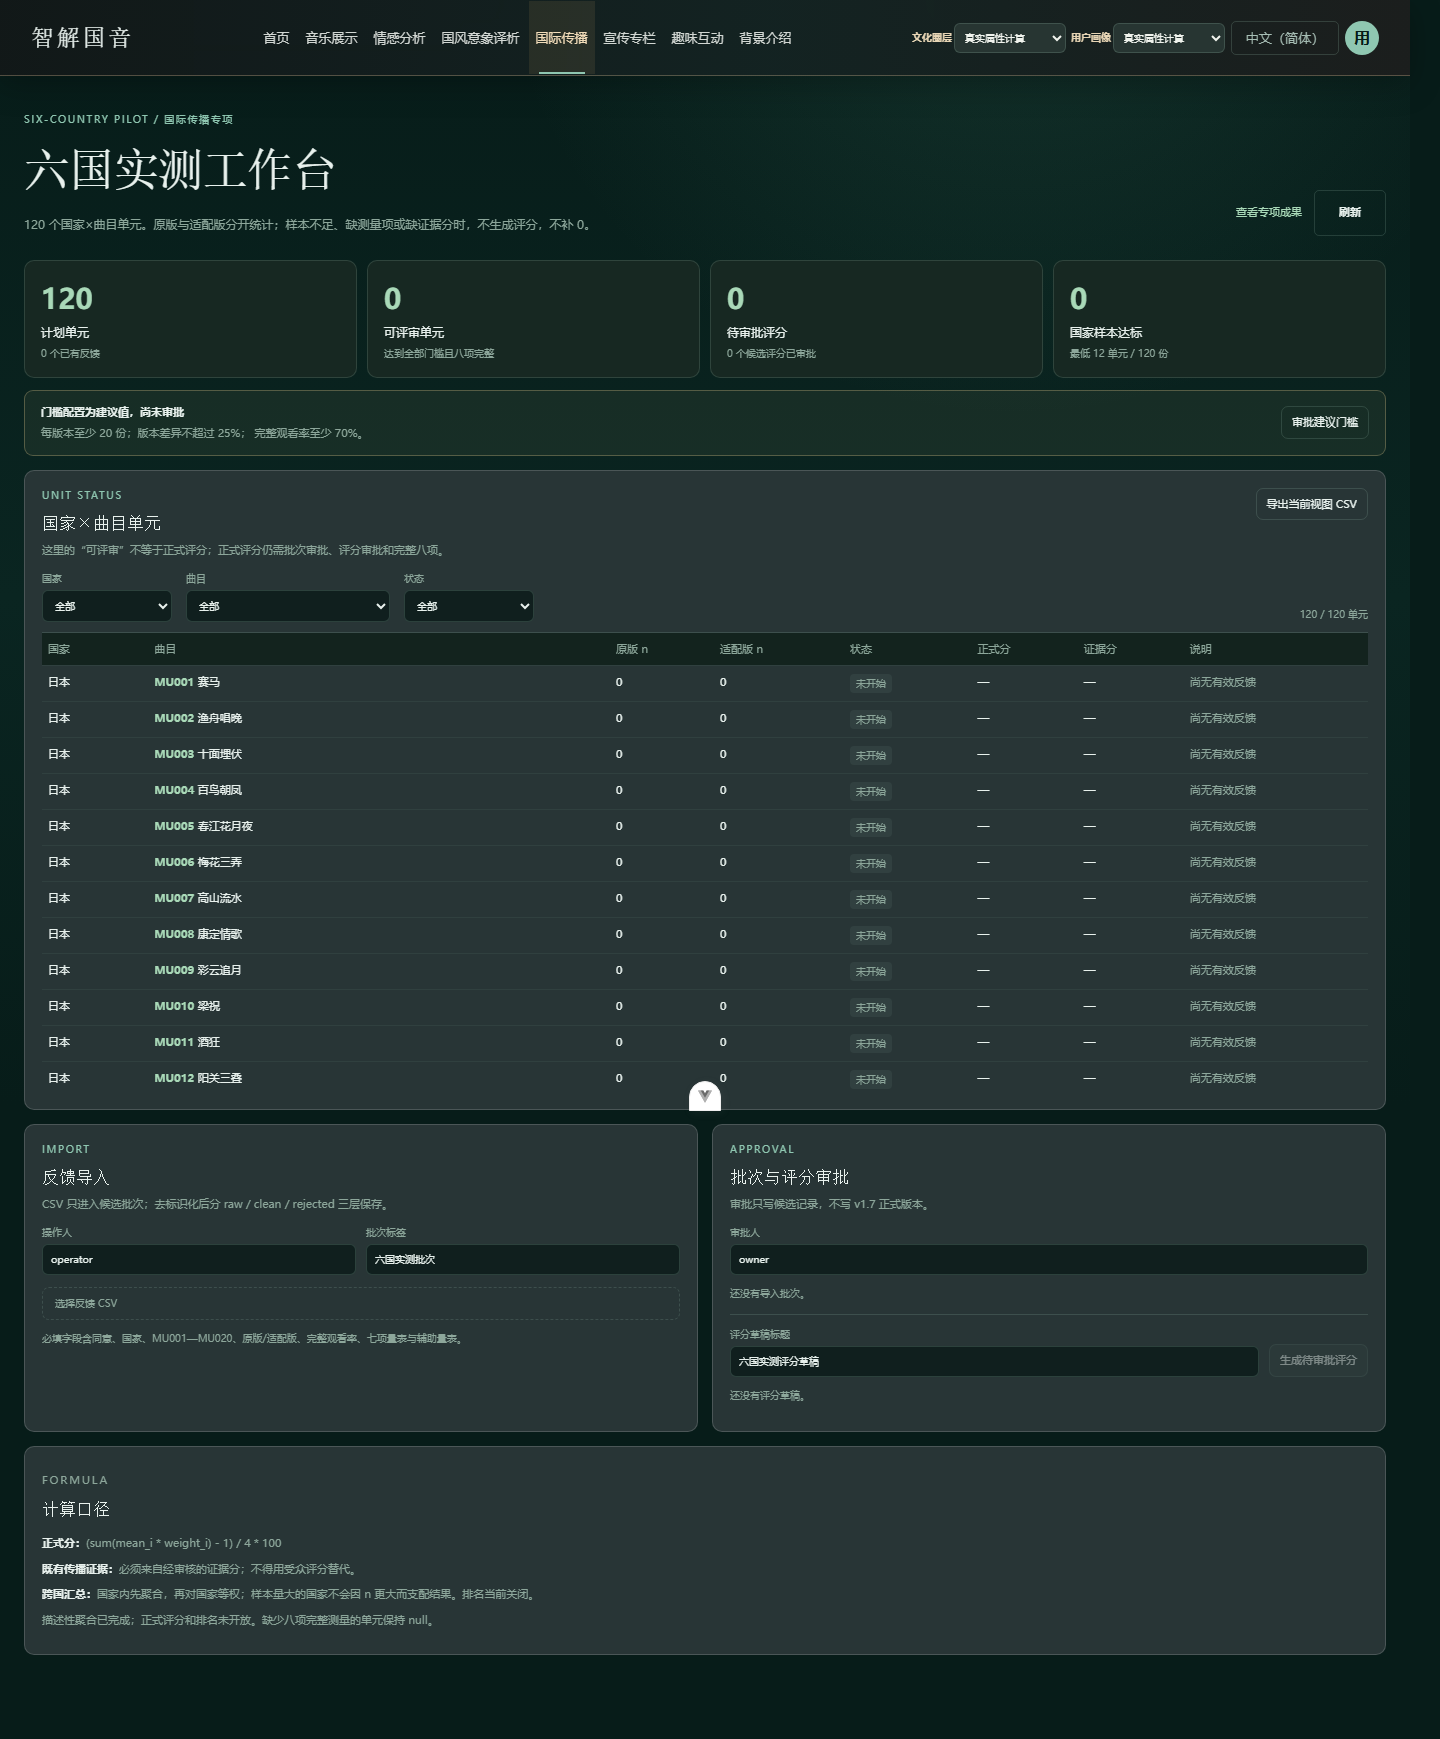 智解国音
首页 音乐展示 情感分析 国风意象评析 国际传播 宣传专栏 趣味互动 背景介绍
文化圈层 真实属性计算 用户画像 真实属性计算 中文（简体） 用
SIX-COUNTRY PILOT / 国际传播专项
六国实测工作台
120 个国家×曲目单元。原版与适配版分开统计；样本不足、缺测量项或缺证据分时，不生成评分，不补 0。
查看专项成果 刷新
120
计划单元
0 个已有反馈
0
可评审单元
达到全部门槛且八项完整
0
待审批评分
0 个候选评分已审批
0
国家样本达标
最低 12 单元 / 120 份
门槛配置为建议值，尚未审批
每版本至少 20 份；版本差异不超过 25%； 完整观看率至少 70%。
审批建议门槛
UNIT STATUS
国家×曲目单元
这里的“可评审”不等于正式评分；正式评分仍需批次审批、评分审批和完整八项。
导出当前视图 CSV
国家 曲目 状态
全部 全部 全部
120 / 120 单元
国家 曲目 原版 n 适配版 n 状态 正式分 证据分 说明
日本 MU001 赛马 0 0 未开始 — — 尚无有效反馈
日本 MU002 渔舟唱晚 0 0 未开始 — — 尚无有效反馈
日本 MU003 十面埋伏 0 0 未开始 — — 尚无有效反馈
日本 MU004 百鸟朝凤 0 0 未开始 — — 尚无有效反馈
日本 MU005 春江花月夜 0 0 未开始 — — 尚无有效反馈
日本 MU006 梅花三弄 0 0 未开始 — — 尚无有效反馈
日本 MU007 高山流水 0 0 未开始 — — 尚无有效反馈
日本 MU008 康定情歌 0 0 未开始 — — 尚无有效反馈
日本 MU009 彩云追月 0 0 未开始 — — 尚无有效反馈
日本 MU010 梁祝 0 0 未开始 — — 尚无有效反馈
日本 MU011 酒狂 0 0 未开始 — — 尚无有效反馈
日本 MU012 阳关三叠 0 0 未开始 — — 尚无有效反馈
IMPORT
反馈导入
CSV 只进入候选批次；去标识化后分 raw / clean / rejected 三层保存。
操作人 批次标签
operator 六国实测批次
选择反馈 CSV
必填字段含同意、国家、MU001—MU020、原版/适配版、完整观看率、七项量表与辅助量表。
APPROVAL
批次与评分审批
审批只写候选记录，不写 v1.7 正式版本。
审批人
owner
还没有导入批次。
评分草稿标题
六国实测评分草稿 生成待审批评分
还没有评分草稿。
FORMULA
计算口径
正式分： (sum(mean_i * weight_i) - 1) / 4 * 100
既有传播证据： 必须来自经审核的证据分；不得用受众评分替代。
跨国汇总： 国家内先聚合，再对国家等权；样本量大的国家不会因 n 更大而支配结果。排名当前关闭。
描述性聚合已完成；正式评分和排名未开放。缺少八项完整测量的单元保持 null。